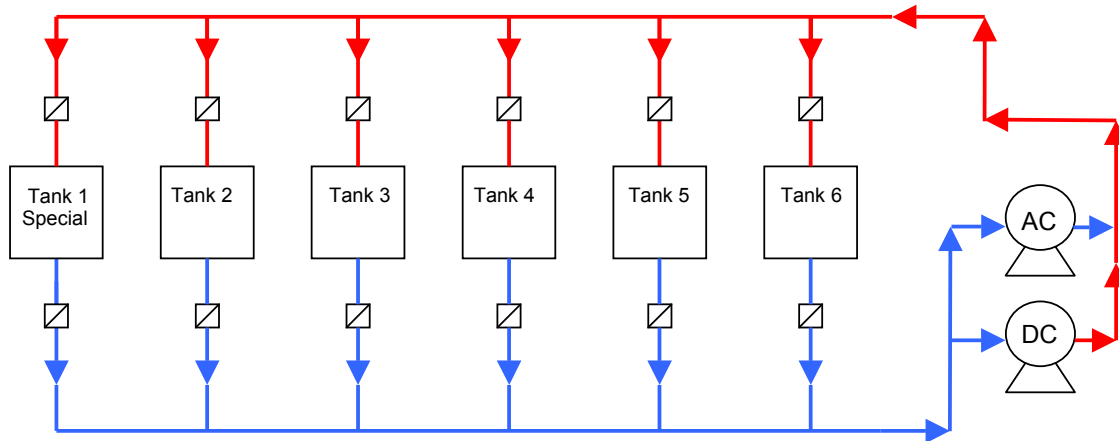 Tank 1
Special
Tank 2
Tank 3
Tank 4
Tank 5
Tank 6
AC
DC